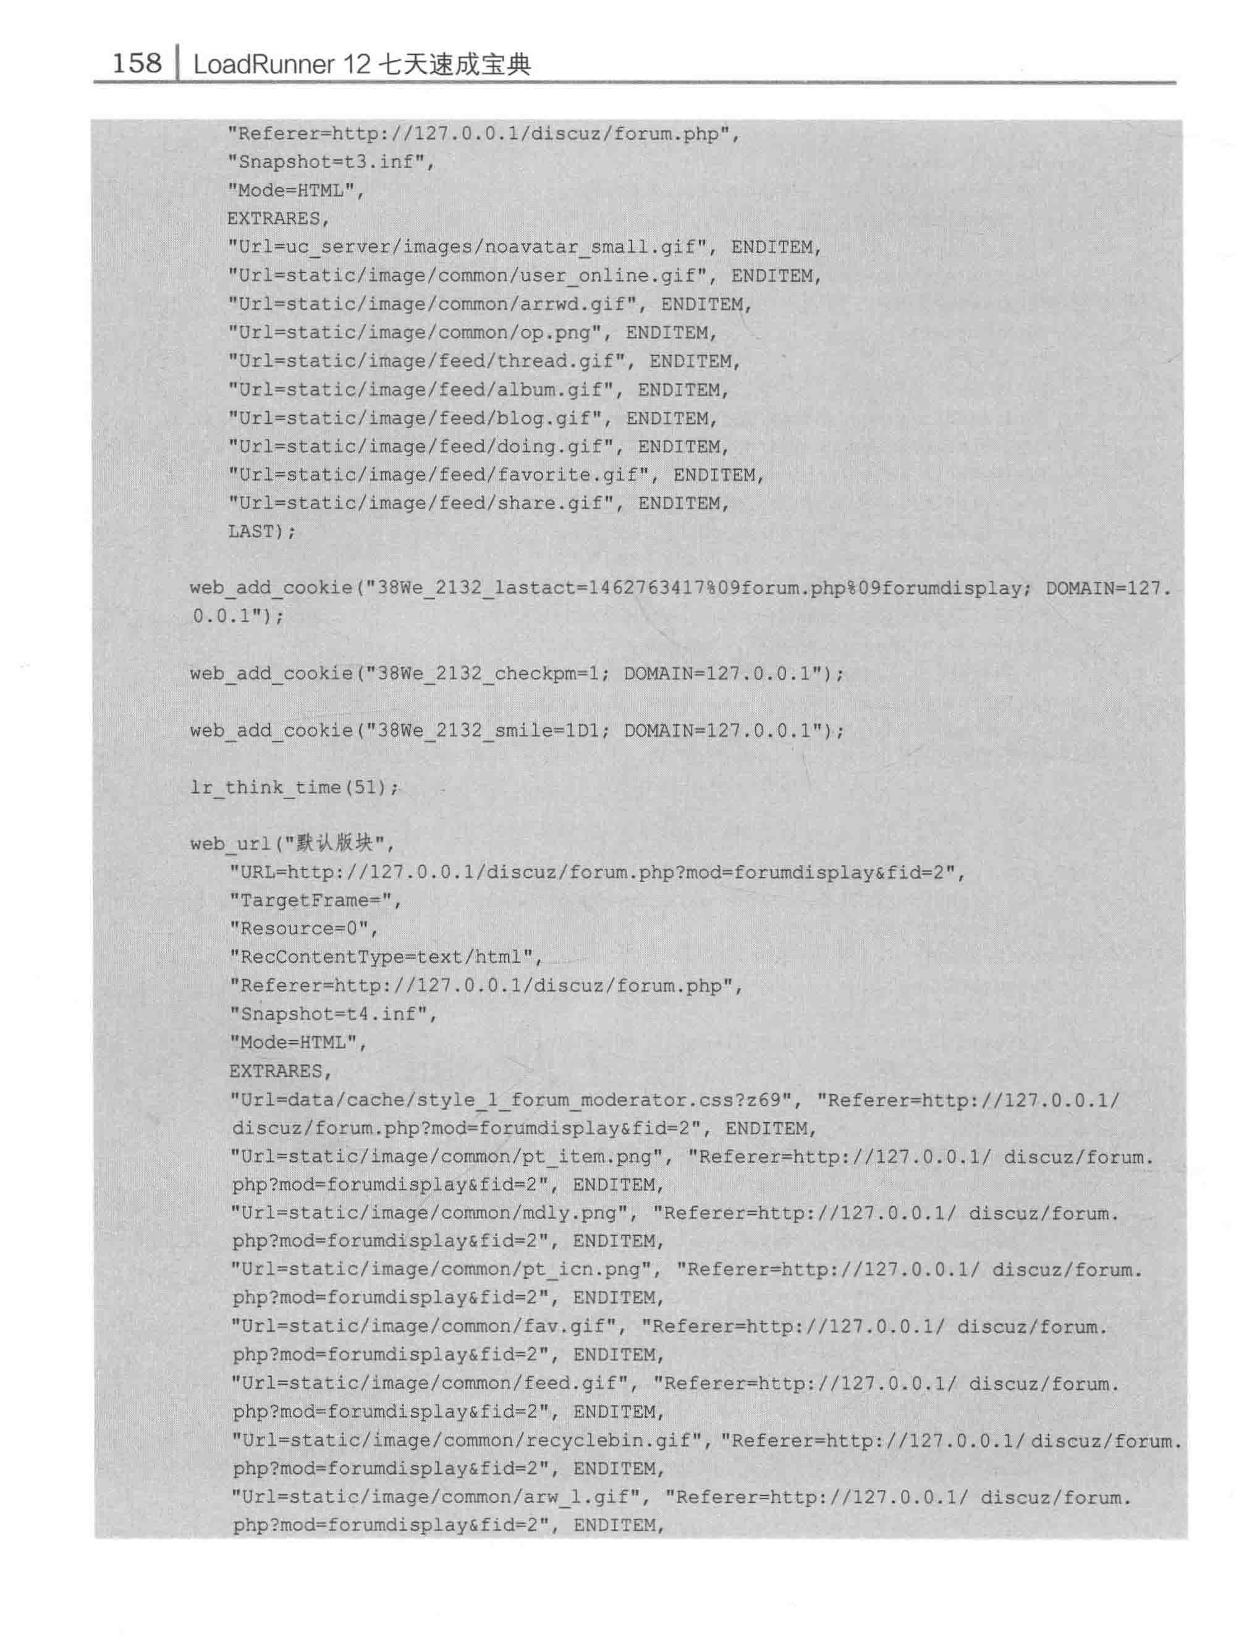 158 | LoadRunner 12 七天速成宝典
"Referer=http://127.0.0.1/discuz/forum.php",
"Snapshot=t3.inf",
"Mode=HTML",
EXTRARES,
"Url=uc_server/images/noavatar_small.gif", ENDITEM,
"Url=static/image/common/user_online.gif", ENDITEM,
"Url=static/image/common/arrwd.gif", ENDITEM,
"Url=static/image/common/op.png", ENDITEM,
"Url=static/image/feed/thread.gif", ENDITEM,
"Url=static/image/feed/album.gif", ENDITEM,
"Url=static/image/feed/blog.gif", ENDITEM,
"Url=static/image/feed/doing.gif", ENDITEM,
"Url=static/image/feed/favorite.gif", ENDITEM,
"Url=static/image/feed/share.gif", ENDITEM,
LAST);
web_add_cookie("38We_2132_lastact=1462763417%09forum.php%09forumdisplay; DOMAIN=127.
0.0.1");
web_add_cookie("38We_2132_checkpm=1; DOMAIN=127.0.0.1");
web_add_cookie("38We_2132_smile=1D1; DOMAIN=127.0.0.1");
lr_think_time(51);
web_url("默认版块",
"URL=http://127.0.0.1/discuz/forum.php?mod=forumdisplay&fid=2",
"TargetFrame=",
"Resource=0",
"RecContentType=text/html",
"Referer=http://127.0.0.1/discuz/forum.php",
"Snapshot=t4.inf",
"Mode=HTML",
EXTRARES,
"Url=data/cache/style_1_forum_moderator.css?z69", "Referer=http://127.0.0.1/
discuz/forum.php?mod=forumdisplay&fid=2", ENDITEM,
"Url=static/image/common/pt_item.png", "Referer=http://127.0.0.1/ discuz/forum.
php?mod=forumdisplay&fid=2", ENDITEM,
"Url=static/image/common/mdly.png", "Referer=http://127.0.0.1/ discuz/forum.
php?mod=forumdisplay&fid=2", ENDITEM,
"Url=static/image/common/pt_icn.png", "Referer=http://127.0.0.1/ discuz/forum.
php?mod=forumdisplay&fid=2", ENDITEM,
"Url=static/image/common/fav.gif", "Referer=http://127.0.0.1/ discuz/forum.
php?mod=forumdisplay&fid=2", ENDITEM,
"Url=static/image/common/feed.gif", "Referer=http://127.0.0.1/ discuz/forum.
php?mod=forumdisplay&fid=2", ENDITEM,
"Url=static/image/common/recyclebin.gif", "Referer=http://127.0.0.1/ discuz/forum.
php?mod=forumdisplay&fid=2", ENDITEM,
"Url=static/image/common/arw_l.gif", "Referer=http://127.0.0.1/ discuz/forum.
php?mod=forumdisplay&fid=2", ENDITEM,